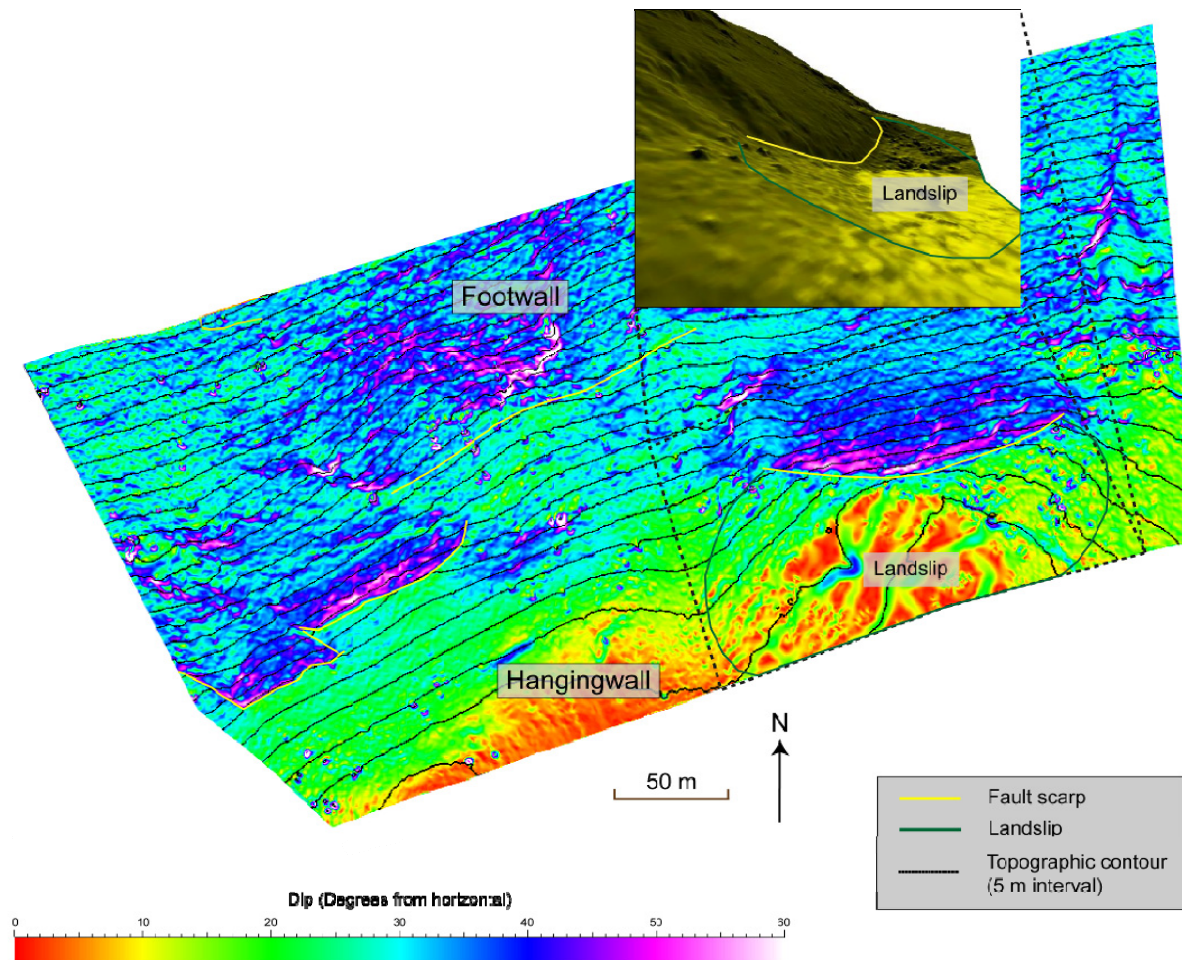 Landslip
Footwall
Landslip
Hangingwall
N
50 m
Fault scarp
Landslip
Topographic contour
(5 m interval)
Dip (Degrees from horizontal)
0 10 20 30 40 50 60